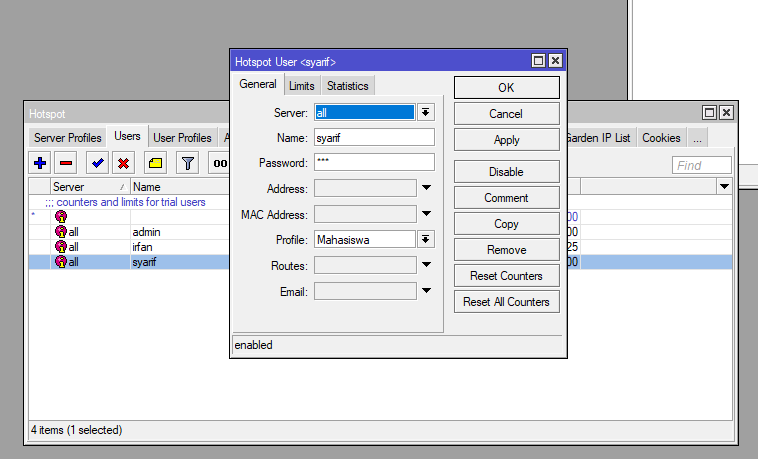 Hotspot User <syarif>
General Limits Statistics
Server: all
Name: syarif
Password: ***
Address:
MAC Address:
Profile: Mahasiswa
Routes:
Email:
enabled
OK
Cancel
Apply
Disable
Comment
Copy
Remove
Reset Counters
Reset All Counters
Hotspot
Server Profiles Users User Profiles A Garden IP List Cookies ...
00 Find
Server Name
;;; counters and limits for trial users
* 00
all admin 00
all irfan 25
all syarif 00
4 items (1 selected)